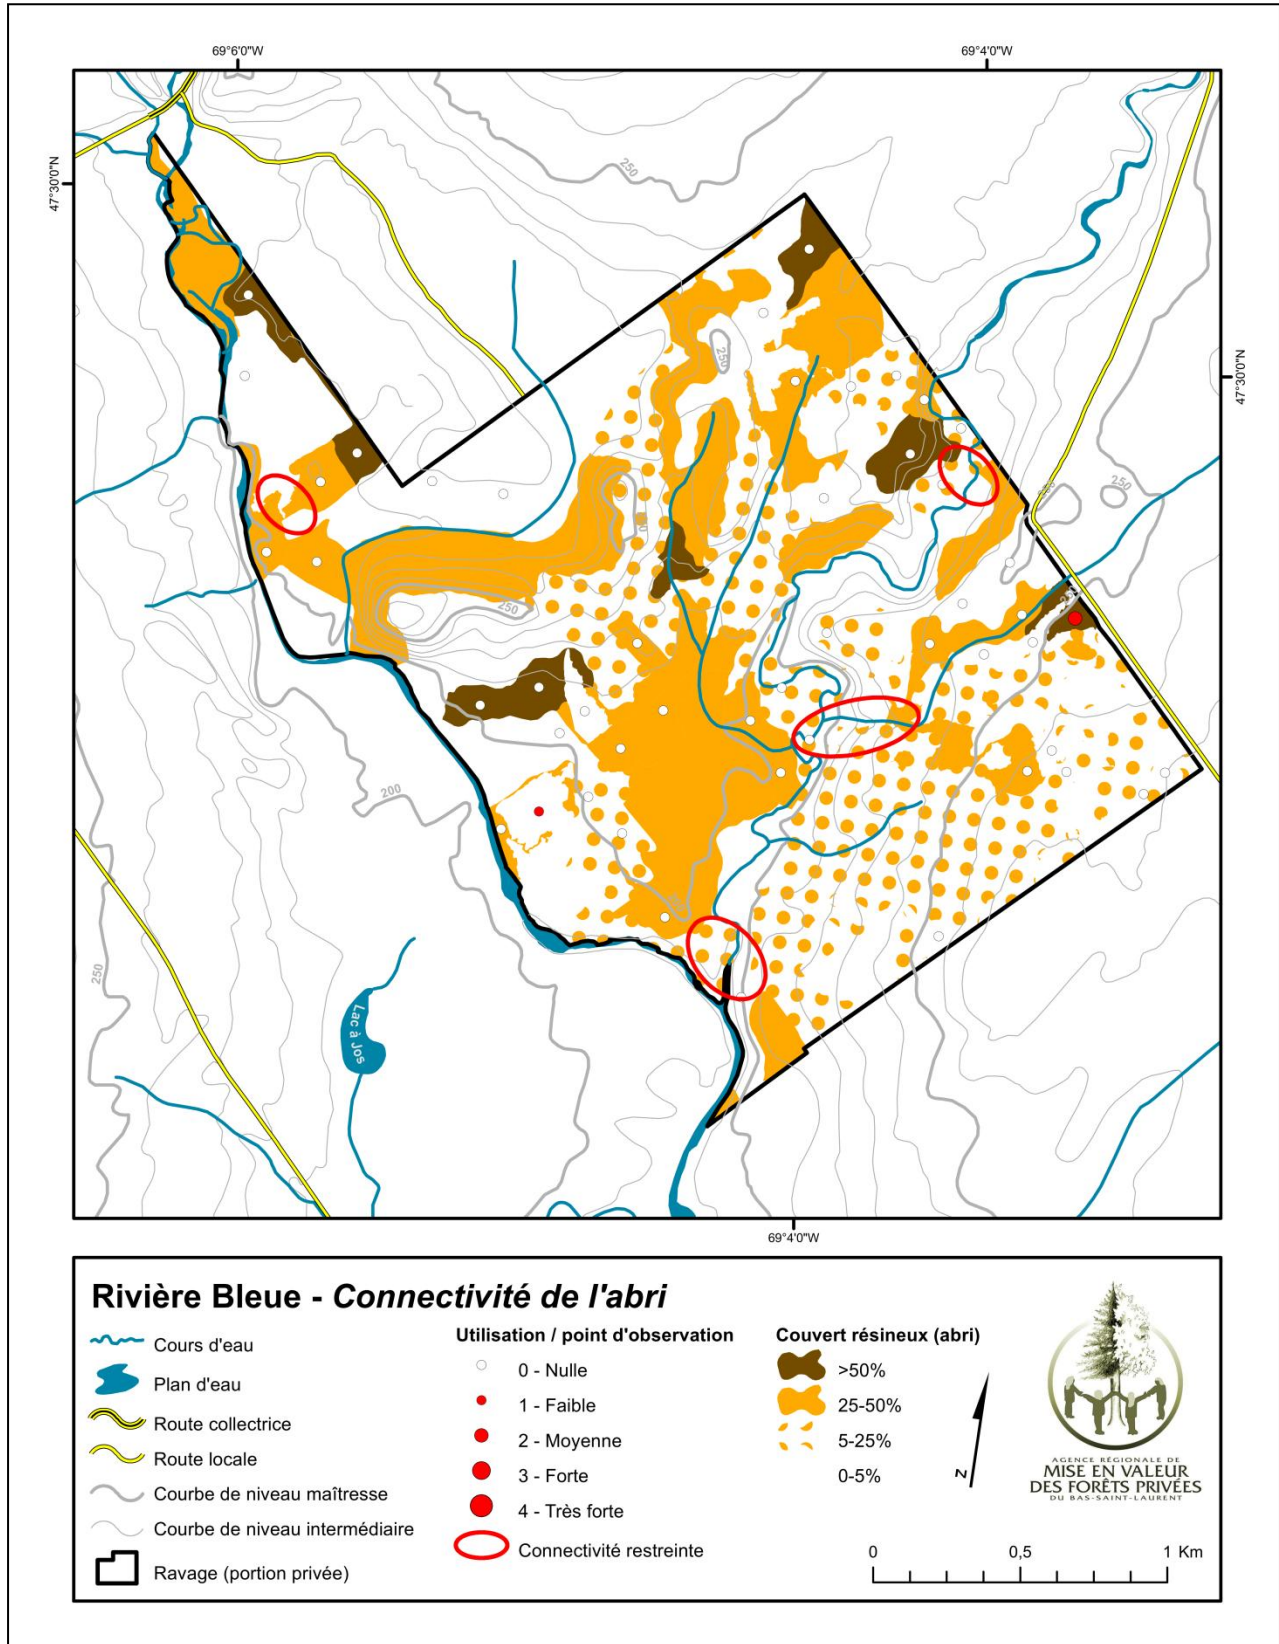 69°6'0"W
69°4'0"W
47°30'0"N
47°30'0"N
250
250
250
250
250
250
250
200
250
Lac à Jos
69°4'0"W
Rivière Bleue - Connectivité de l'abri
Cours d'eau
Plan d'eau
Route collectrice
Route locale
Courbe de niveau maîtresse
Courbe de niveau intermédiaire
Ravage (portion privée)
Utilisation / point d'observation
0 - Nulle
1 - Faible
2 - Moyenne
3 - Forte
4 - Très forte
Connectivité restreinte
Couvert résineux (abri)
>50%
25-50%
5-25%
0-5%
N
AGENCE RÉGIONALE DE
MISE EN VALEUR
DES FORÊTS PRIVÉES
DU BAS-SAINT-LAURENT
0 0,5 1 Km